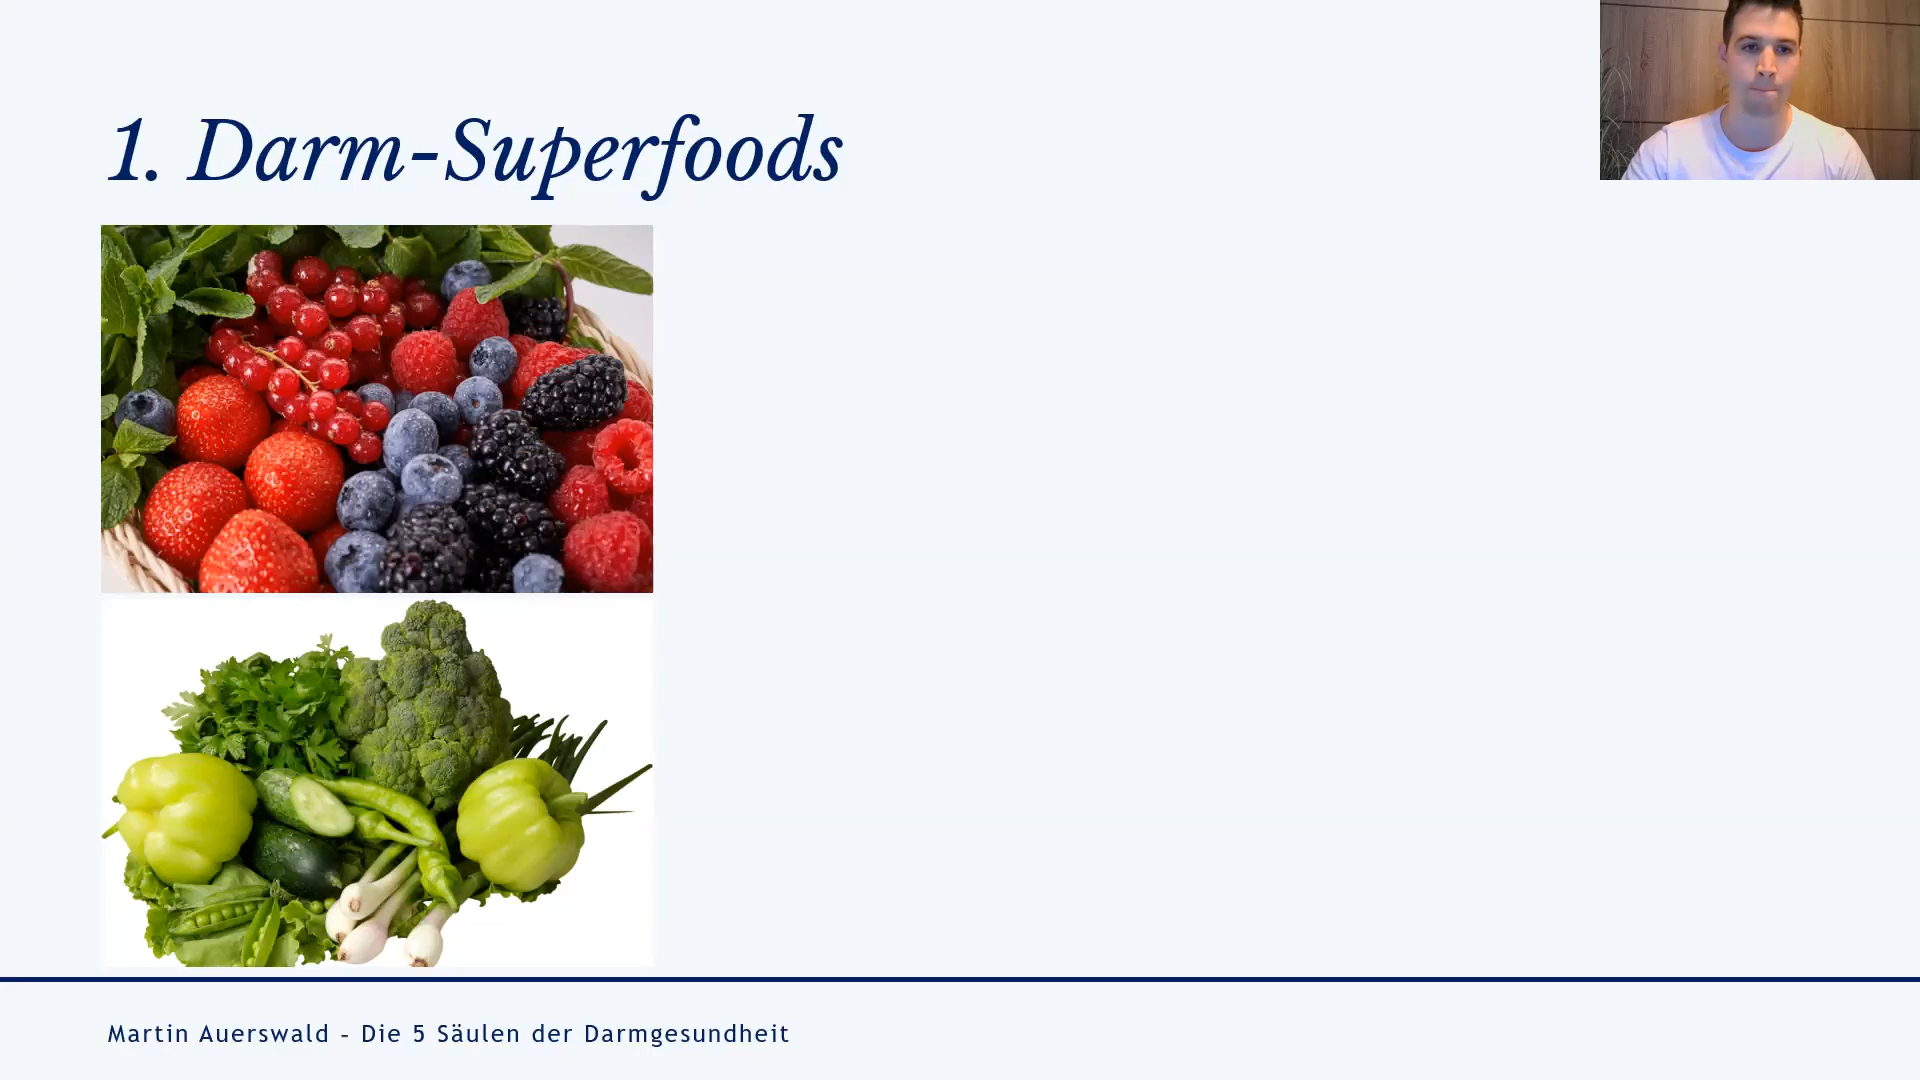 1. Darm-Superfoods
Martin Auerswald – Die 5 Säulen der Darmgesundheit